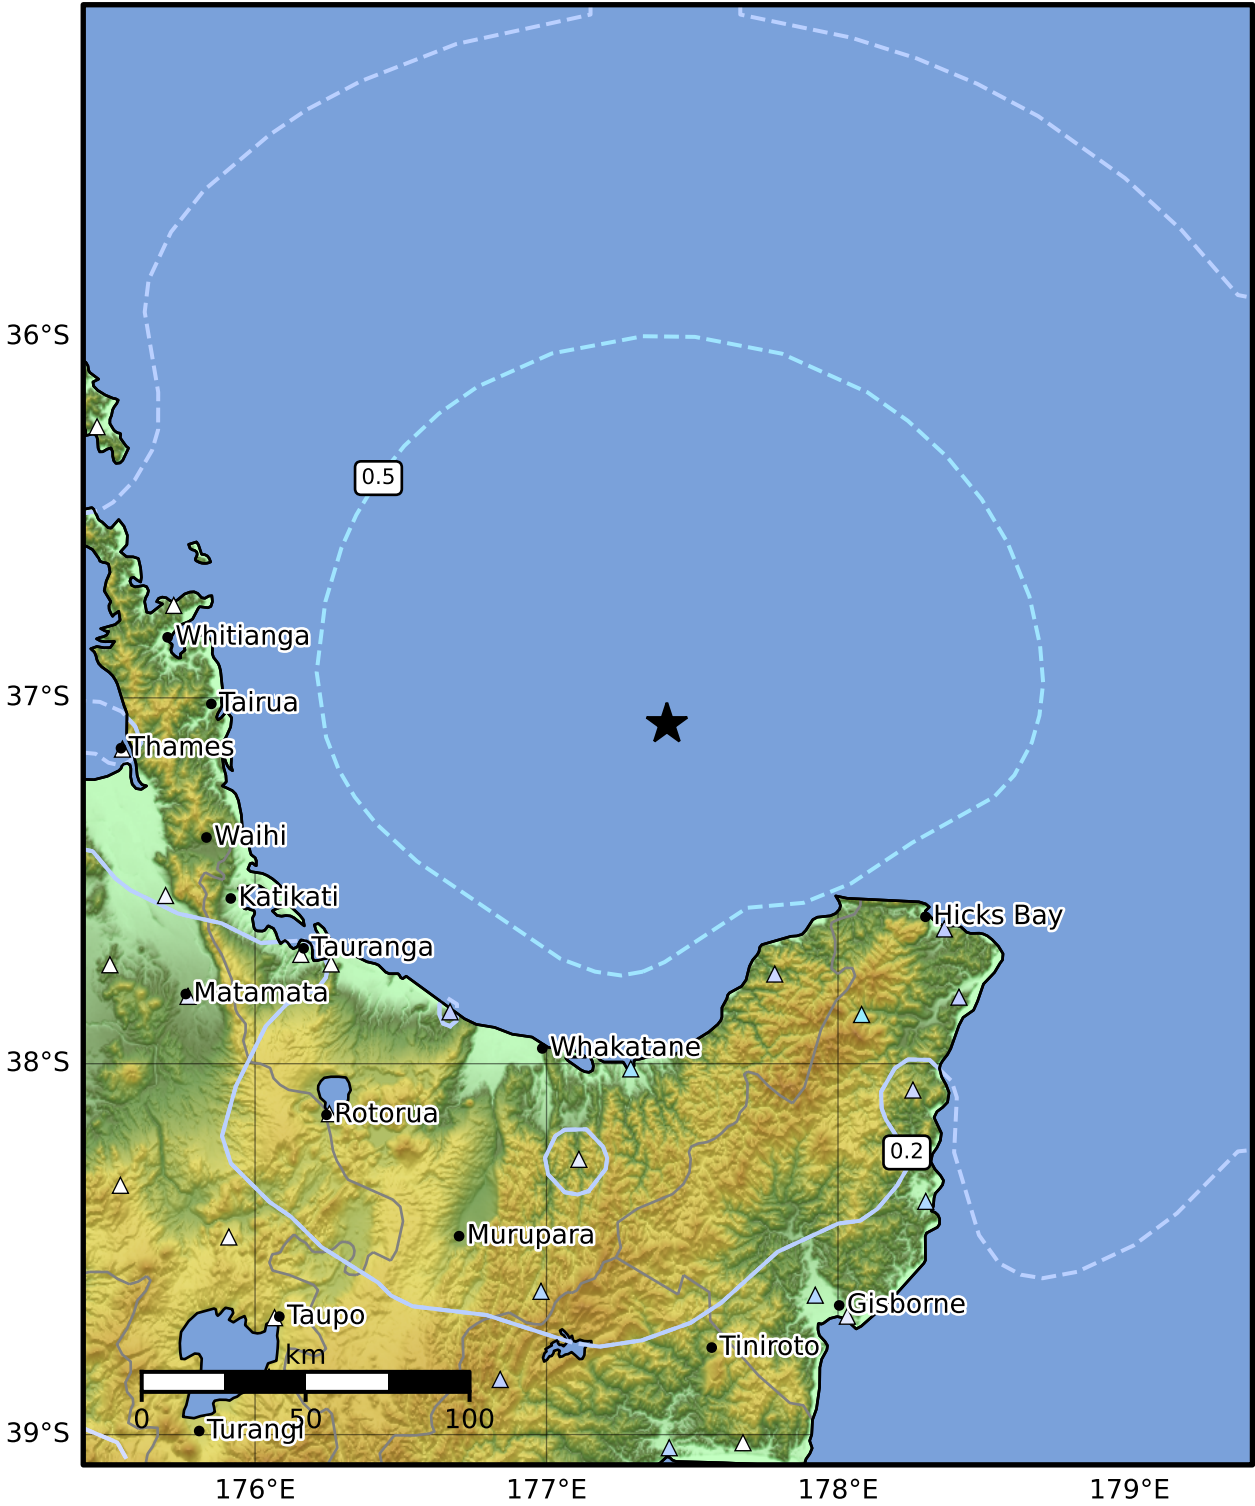 36°S
0.5
Whitianga
37°S
Tairua
Thames
Waihi
Katikati
Hicks Bay
Tauranga
Matamata
Whakatane
38°S
Rotorua
0.2
Murupara
Gisborne
Taupo
Tiniroto
km
0 50 100
Turangi
39°S
176°E 177°E 178°E 179°E